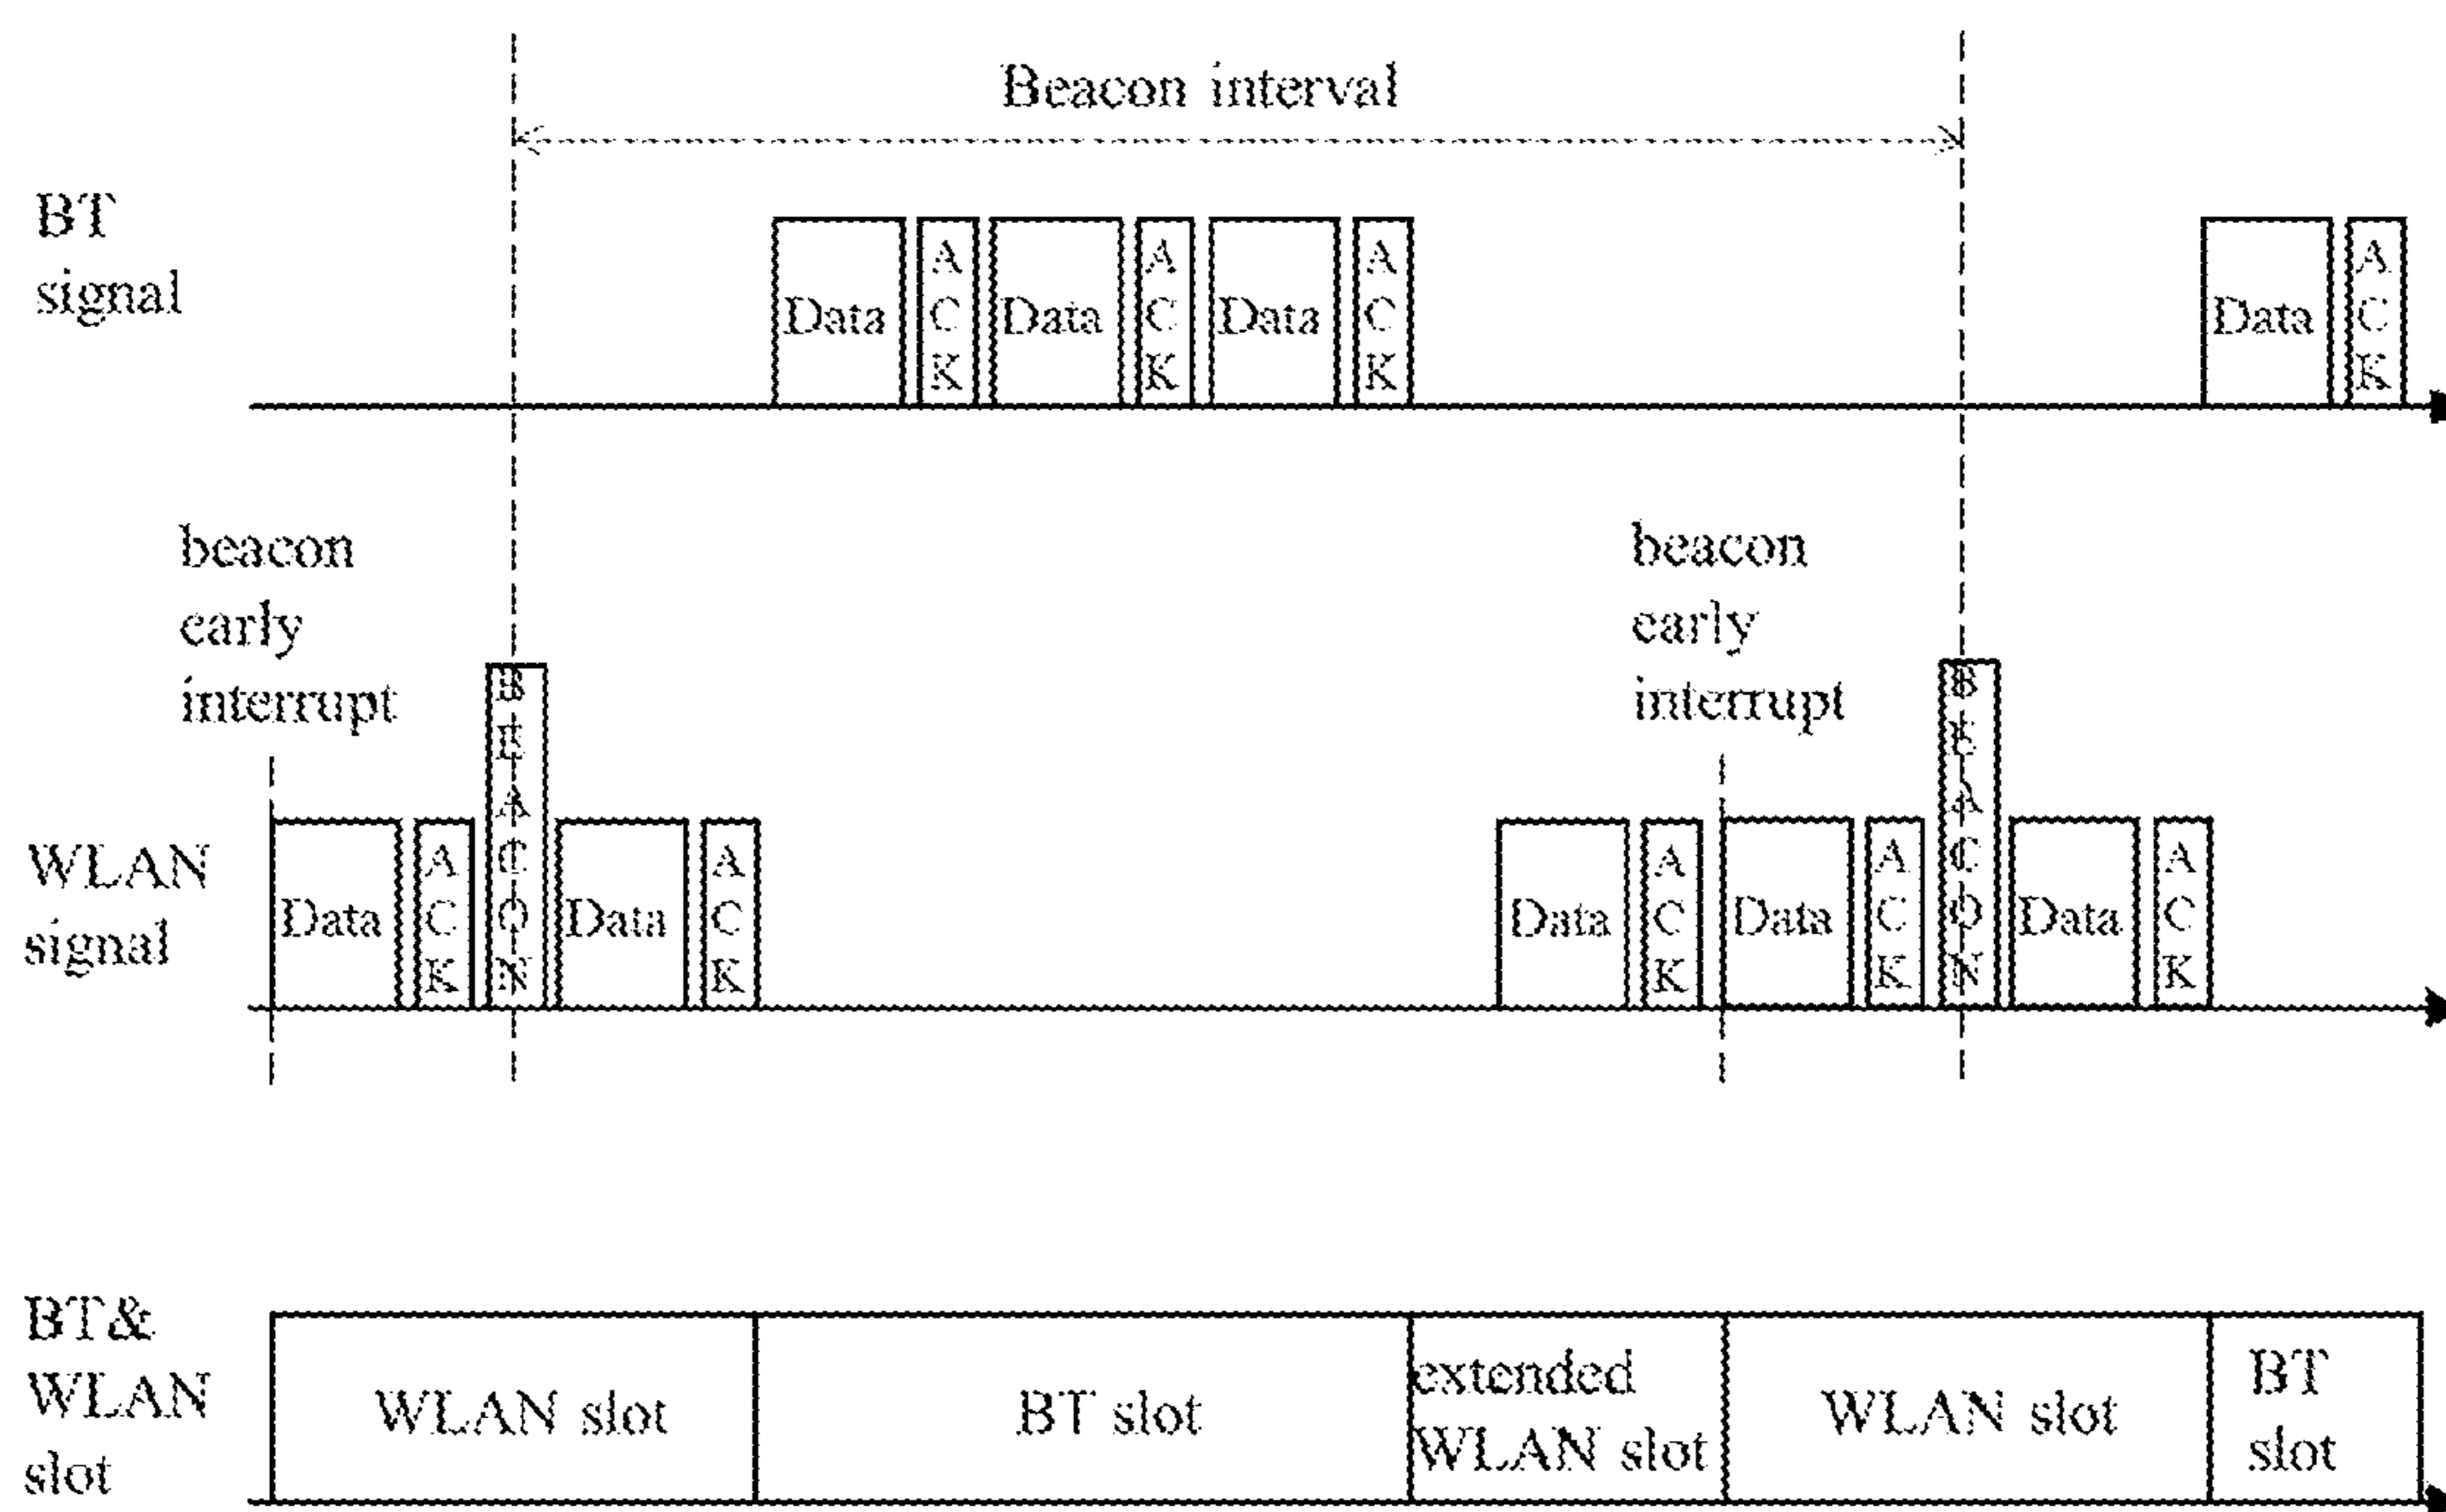 Beacon interval
BT
signal
Data
A
C
K
Data
A
C
K
Data
A
C
K
Data
A
C
K
beacon
early
interrupt
beacon
early
interrupt
WLAN
signal
Data
A
C
K
B
E
A
C
O
N
Data
A
C
K
Data
A
C
K
Data
A
C
K
B
E
A
C
O
N
Data
A
C
K
BT&
WLAN
slot
WLAN slot
BT slot
extended
WLAN slot
WLAN slot
BT
slot